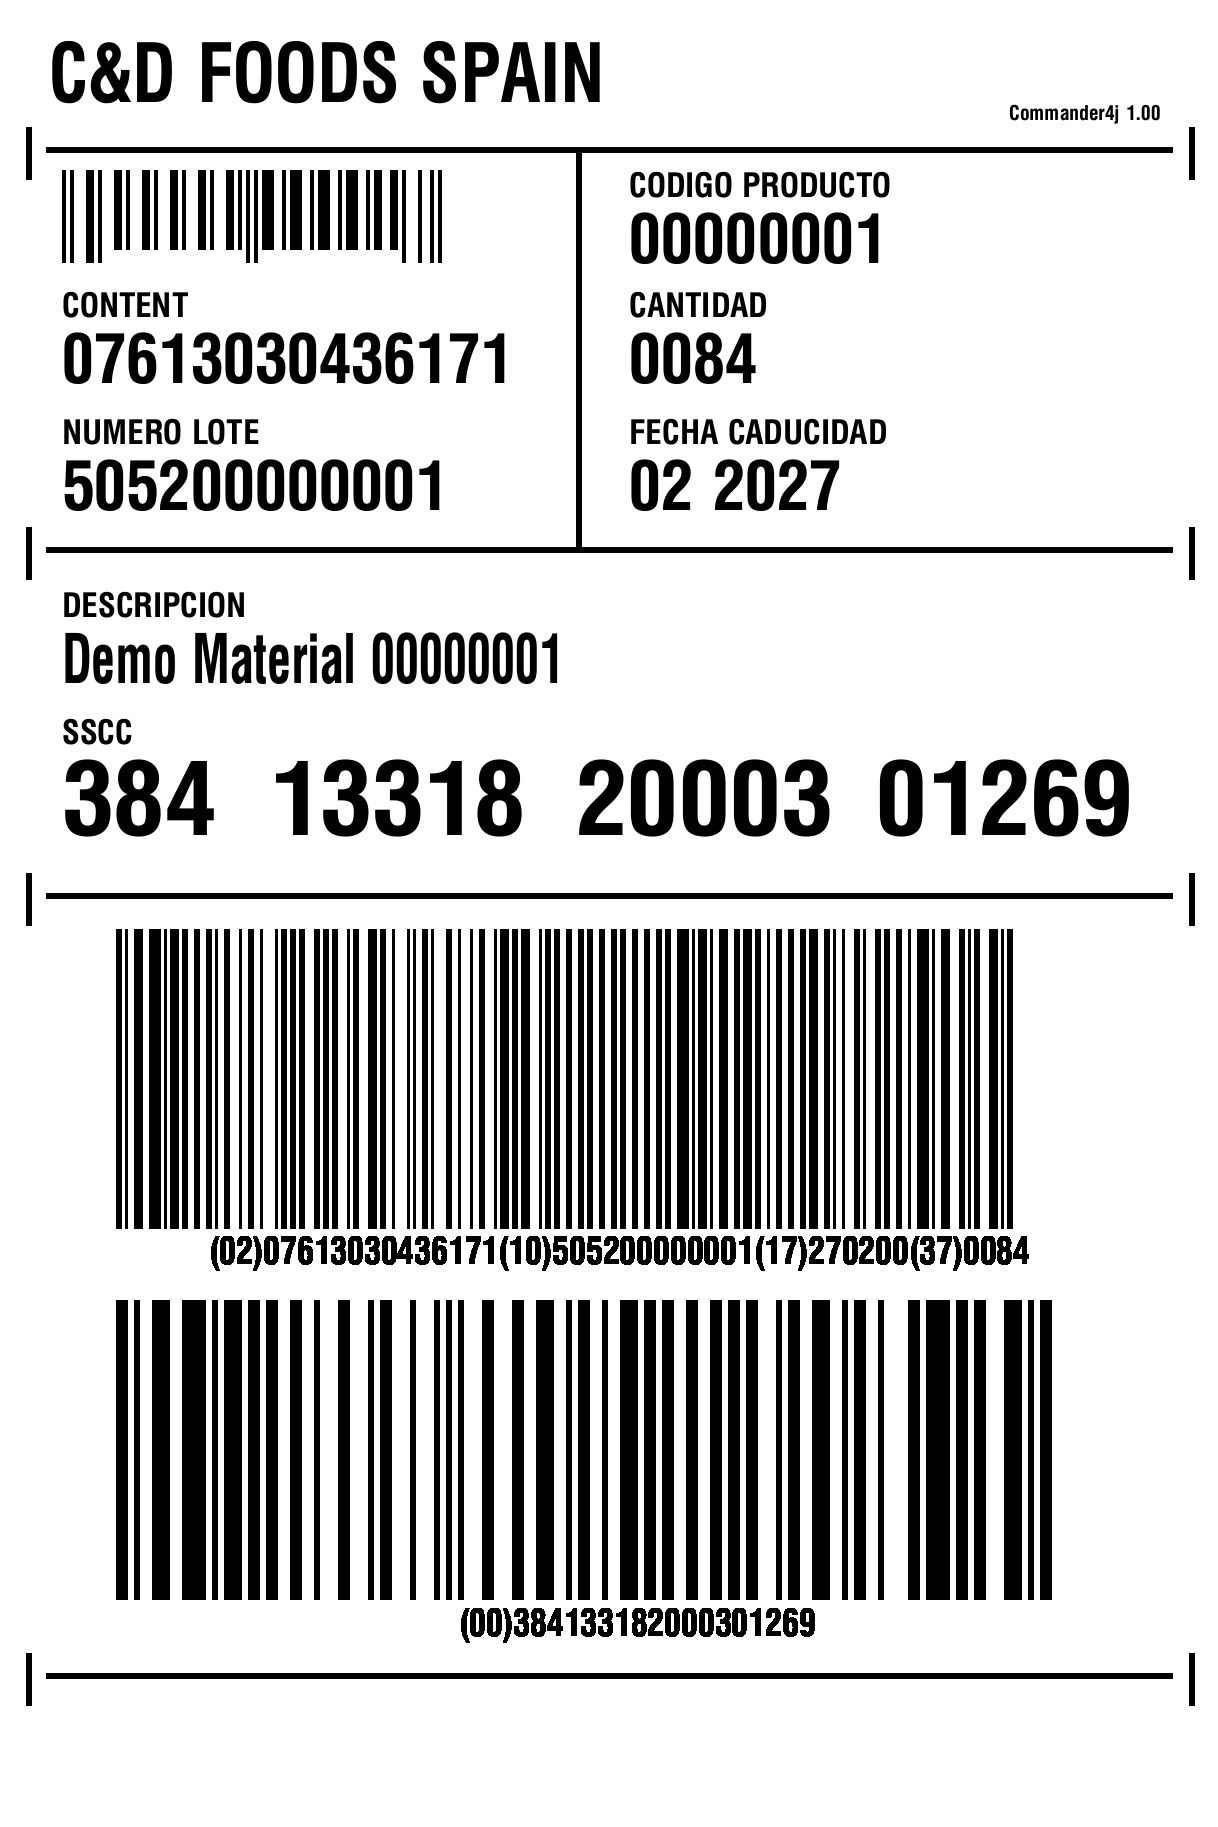 C&D FOODS SPAIN
Commander4j 1.00
CODIGO PRODUCTO
00000001
CONTENT
07613030436171
CANTIDAD
0084
NUMERO LOTE
505200000001
FECHA CADUCIDAD
02 2027
DESCRIPCION
Demo Material 00000001
SSCC
384 13318 20003 01269
(02)07613030436171(10)505200000001(17)270200(37)0084
(00)384133182000301269